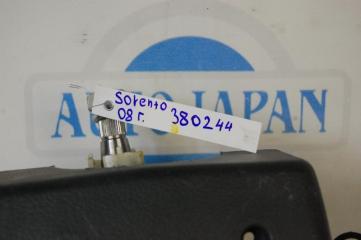 AUTO JAPAN
Sorento
08 г. 380244